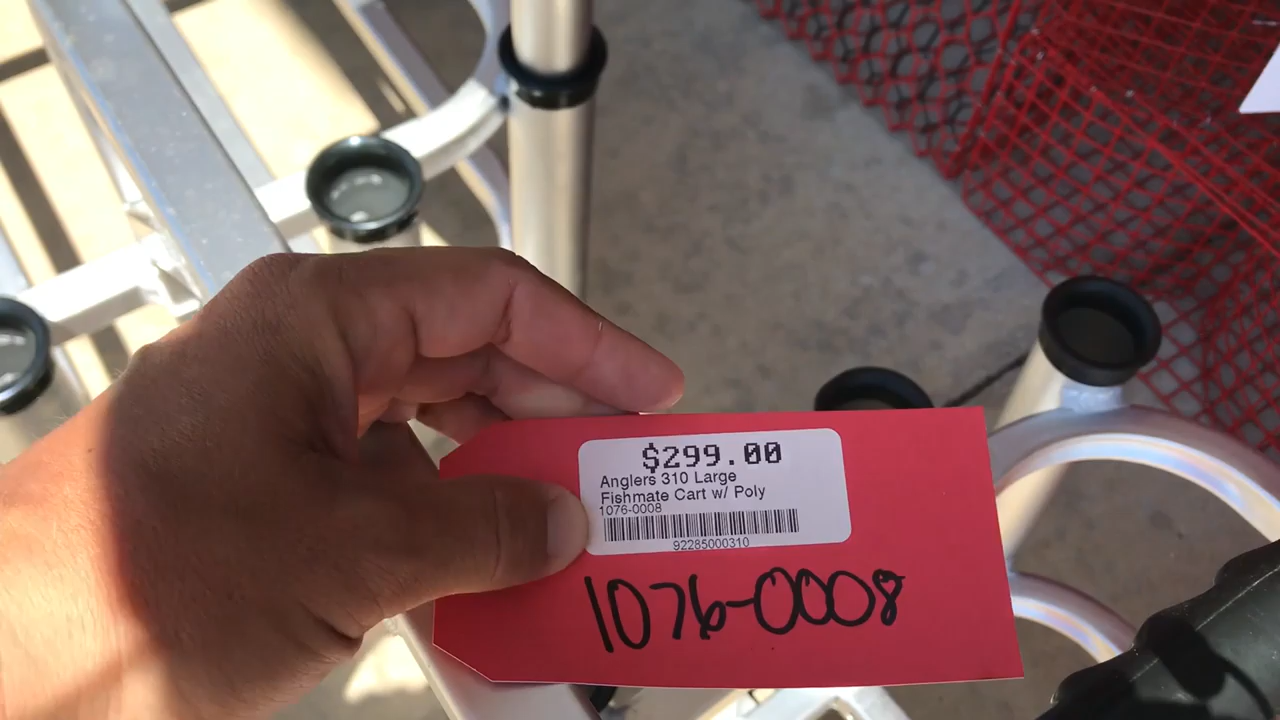 $299.00
Anglers 310 Large
Fishmate Cart w/ Poly
1076-0008
92285000310
1076-0008